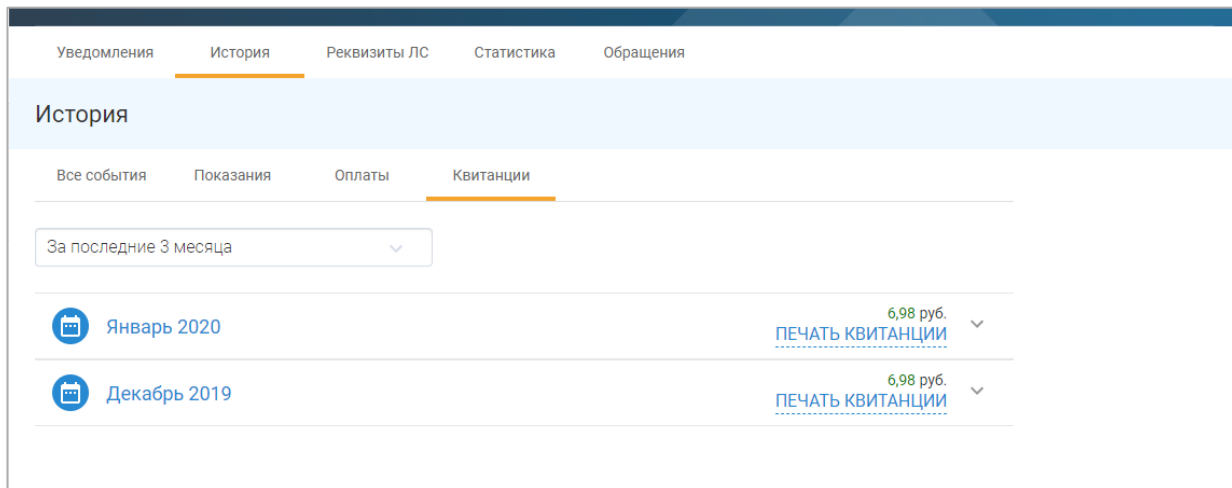 Уведомления История Реквизиты ЛС Статистика Обращения
История
Все события Показания Оплаты Квитанции
За последние 3 месяца
Январь 2020
6,98 руб.
ПЕЧАТЬ КВИТАНЦИИ
Декабрь 2019
6,98 руб.
ПЕЧАТЬ КВИТАНЦИИ